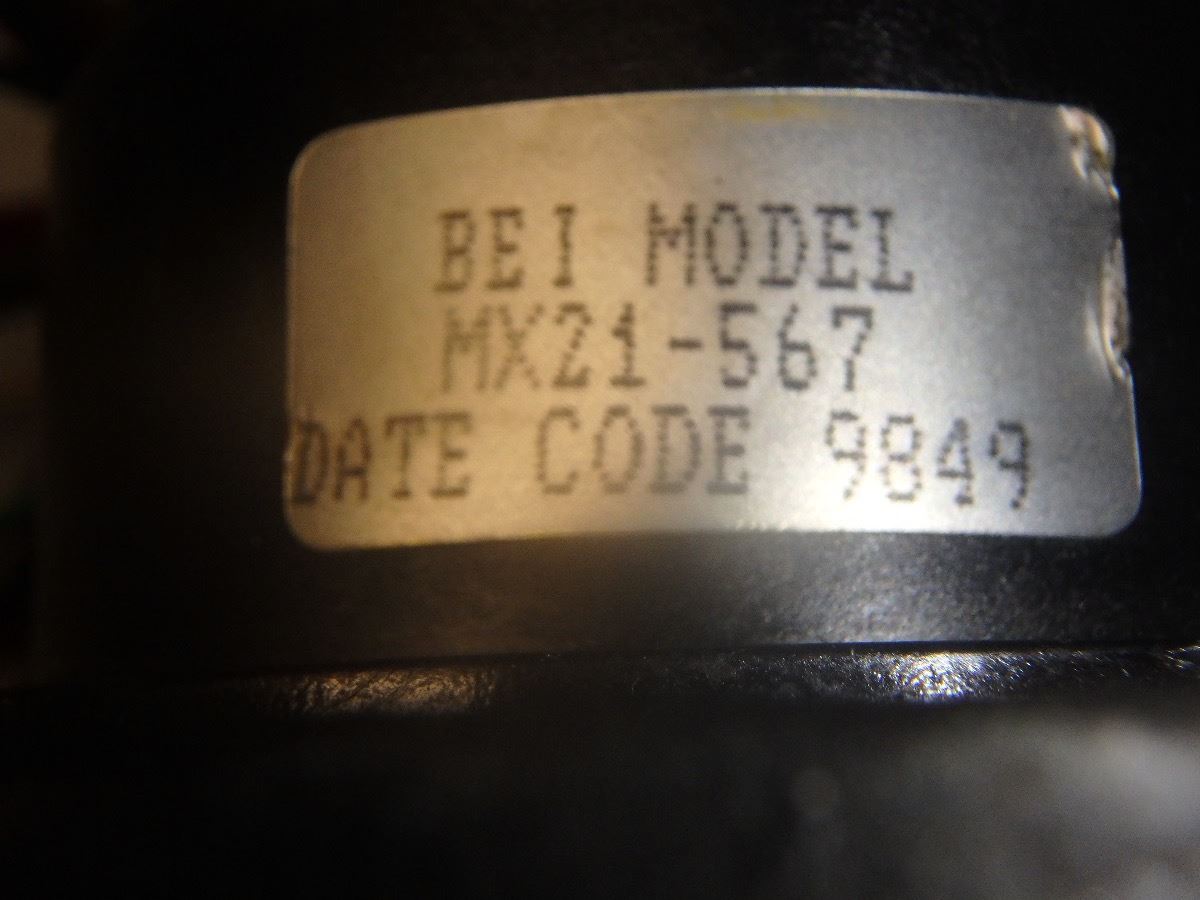 BEI MODEL
MX21-567
DATE CODE 9849